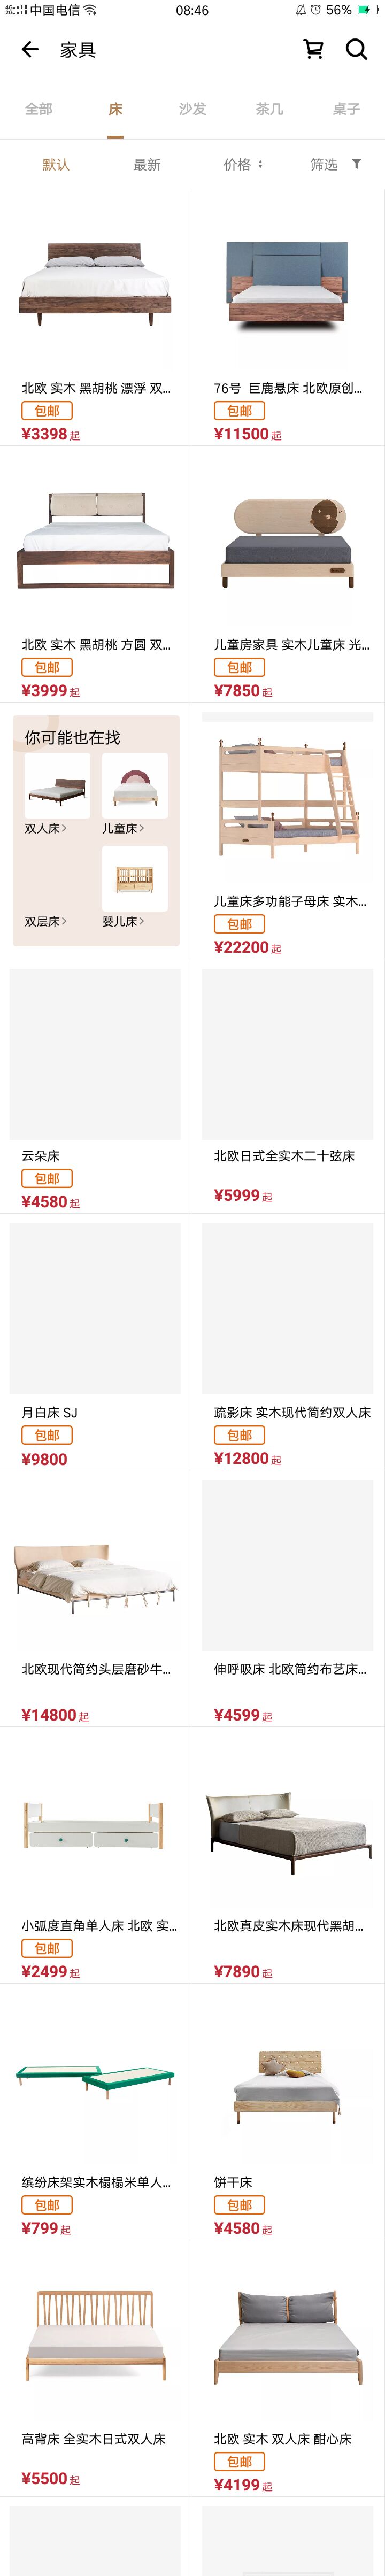 中国电信 08:46 56%
家具
全部 床 沙发 茶几 桌子
默认 最新 价格 筛选
北欧 实木 黑胡桃 漂浮 双...
包邮
¥3398起
76号 巨鹿悬床 北欧原创...
包邮
¥11500起
北欧 实木 黑胡桃 方圆 双...
包邮
¥3999起
儿童房家具 实木儿童床 光...
包邮
¥7850起
你可能也在找
双人床> 儿童床>
双层床> 婴儿床>
儿童床多功能子母床 实木...
包邮
¥22200起
云朵床
包邮
¥4580起
北欧日式全实木二十弦床
¥5999起
月白床 SJ
包邮
¥9800
疏影床 实木现代简约双人床
包邮
¥12800起
北欧现代简约头层磨砂牛...
¥14800起
伸呼吸床 北欧简约布艺床...
¥4599起
小弧度直角单人床 北欧 实...
包邮
¥2499起
北欧真皮实木床现代黑胡...
¥7890起
缤纷床架实木榻榻米单人...
包邮
¥799起
饼干床
包邮
¥4580起
高背床 全实木日式双人床
¥5500起
北欧 实木 双人床 酣心床
包邮
¥4199起